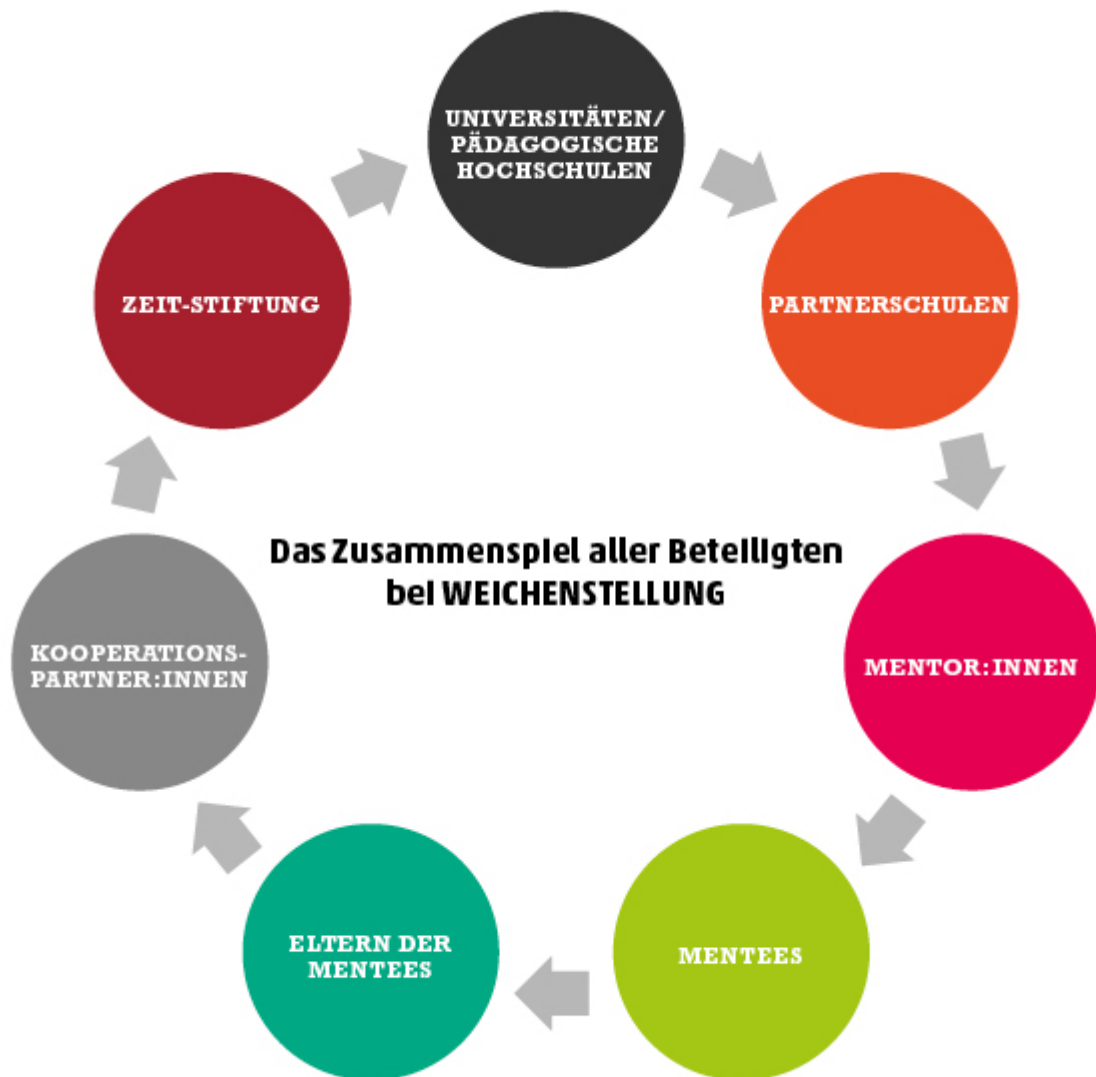 UNIVERSITÄTEN/
PÄDAGOGISCHE
HOCHSCHULEN
PARTNERSCHULEN
MENTOR:INNEN
MENTEES
ELTERN DER
MENTEES
KOOPERATIONS-
PARTNER:INNEN
ZEIT-STIFTUNG
Das Zusammenspiel aller Beteiligten
bei WEICHENSTELLUNG